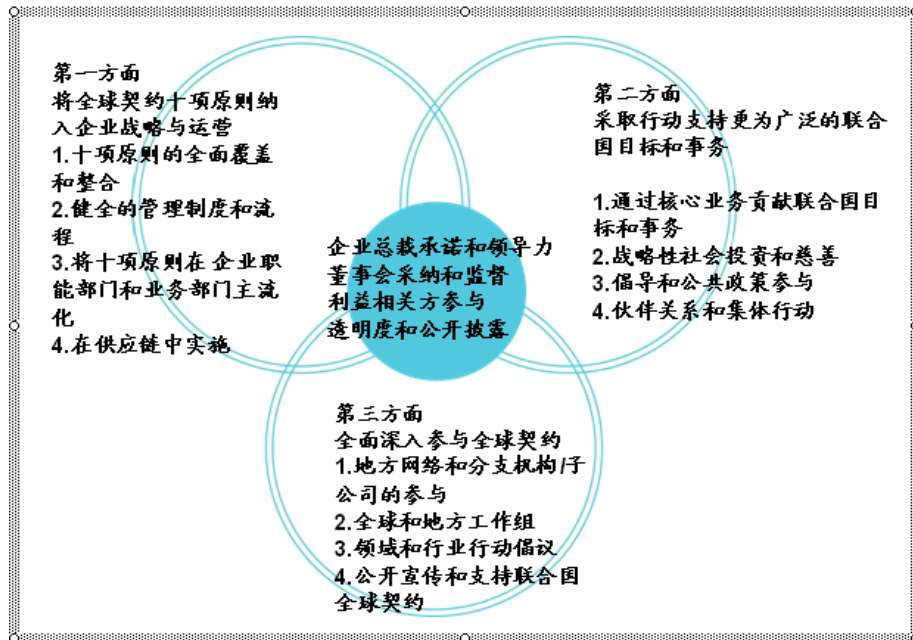 第一方面
将全球契约十项原则纳
入企业战略与运营
1.十项原则的全面覆盖
和整合
2.健全的管理制度和流
程
3.将十项原则在企业职
能部门和业务部门主流
化
4.在供应链中实施
第二方面
采取行动支持更为广泛的联合
国目标和事务
1.通过核心业务贡献联合国目
标和事务
2.战略性社会投资和慈善
3.倡导和公共政策参与
4.伙伴关系和集体行动
企业总裁承诺和领导力
董事会采纳和监督
利益相关方参与
透明度和公开披露
第三方面
全面深入参与全球契约
1.地方网络和分支机构/子
公司的参与
2.全球和地方工作组
3.领域和行业行动倡议
4.公开宣传和支持联合国
全球契约